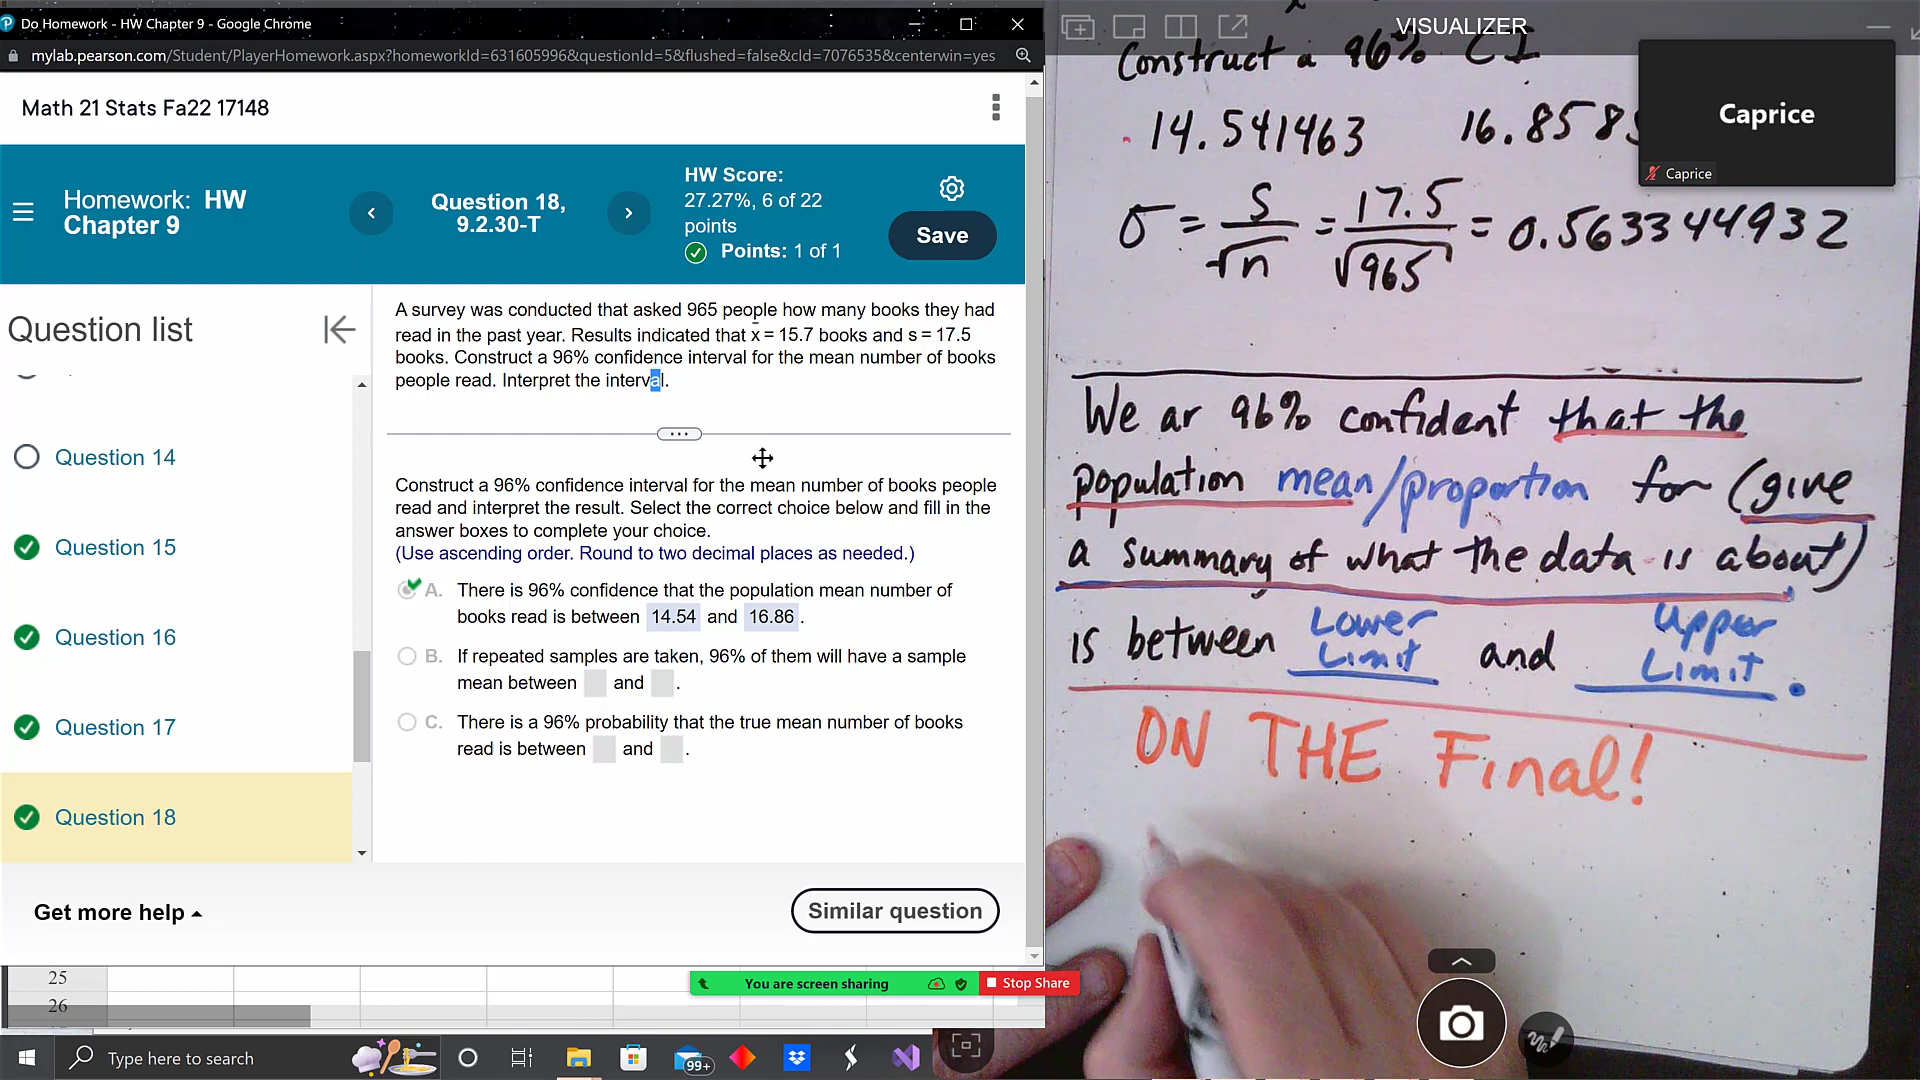 Do Homework - HW Chapter 9 - Google Chrome
mylab.pearson.com/Student/PlayerHomework.aspx?homeworkId=631605996&questionId=5&flushed=false&cId=7076535&centerwin=yes
Math 21 Stats Fa22 17148
Homework: HW
Chapter 9
Question 18,
9.2.30-T
HW Score:
27.27%, 6 of 22
points
Points: 1 of 1
Save
Question list
Question 14
Question 15
Question 16
Question 17
Question 18
A survey was conducted that asked 965 people how many books they had
read in the past year. Results indicated that x̄ = 15.7 books and s = 17.5
books. Construct a 96% confidence interval for the mean number of books
people read. Interpret the interval.
Construct a 96% confidence interval for the mean number of books people
read and interpret the result. Select the correct choice below and fill in the
answer boxes to complete your choice.
(Use ascending order. Round to two decimal places as needed.)
A. There is 96% confidence that the population mean number of
books read is between 14.54 and 16.86 .
B. If repeated samples are taken, 96% of them will have a sample
mean between and .
C. There is a 96% probability that the true mean number of books
read is between and .
Get more help
Similar question
25
26
You are screen sharing
Stop Share
Type here to search
99+
VISUALIZER
Construct a 96% CI
14.541463 16.858
Caprice
Caprice
σ = s/√n = 17.5/√965 = 0.563344932
We ar 96% confident that the
population mean/proportion for (give
a summary of what the data is about)
is between Lower Limit and Upper Limit.
ON THE Final!